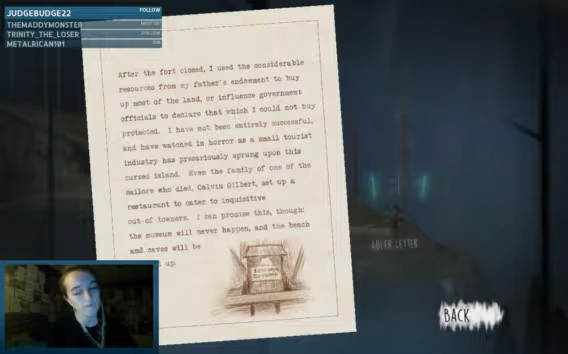 JUDGEBUDGE22
FOLLOW
THEMADDYMONSTER
TRINITY_THE_LOSER
FOLLOW
METALRICAN101
After the fort closed, I used the considerable
resources from my father's endowment to buy
up most of the land, or influence government
officials to declare that which I could not buy
protected. I have not been entirely successful,
and have watched in horror as a small tourist
industry has precariously sprung upon this
cursed island. Even the family of one of the
sailors who died, Calvin Gilbert, set up a
restaurant to cater to inquisitive
out-of-towners. I can promise this, though:
the museum will never happen, and the beach
and caves will be
up.
ADLER LETTER
BACK